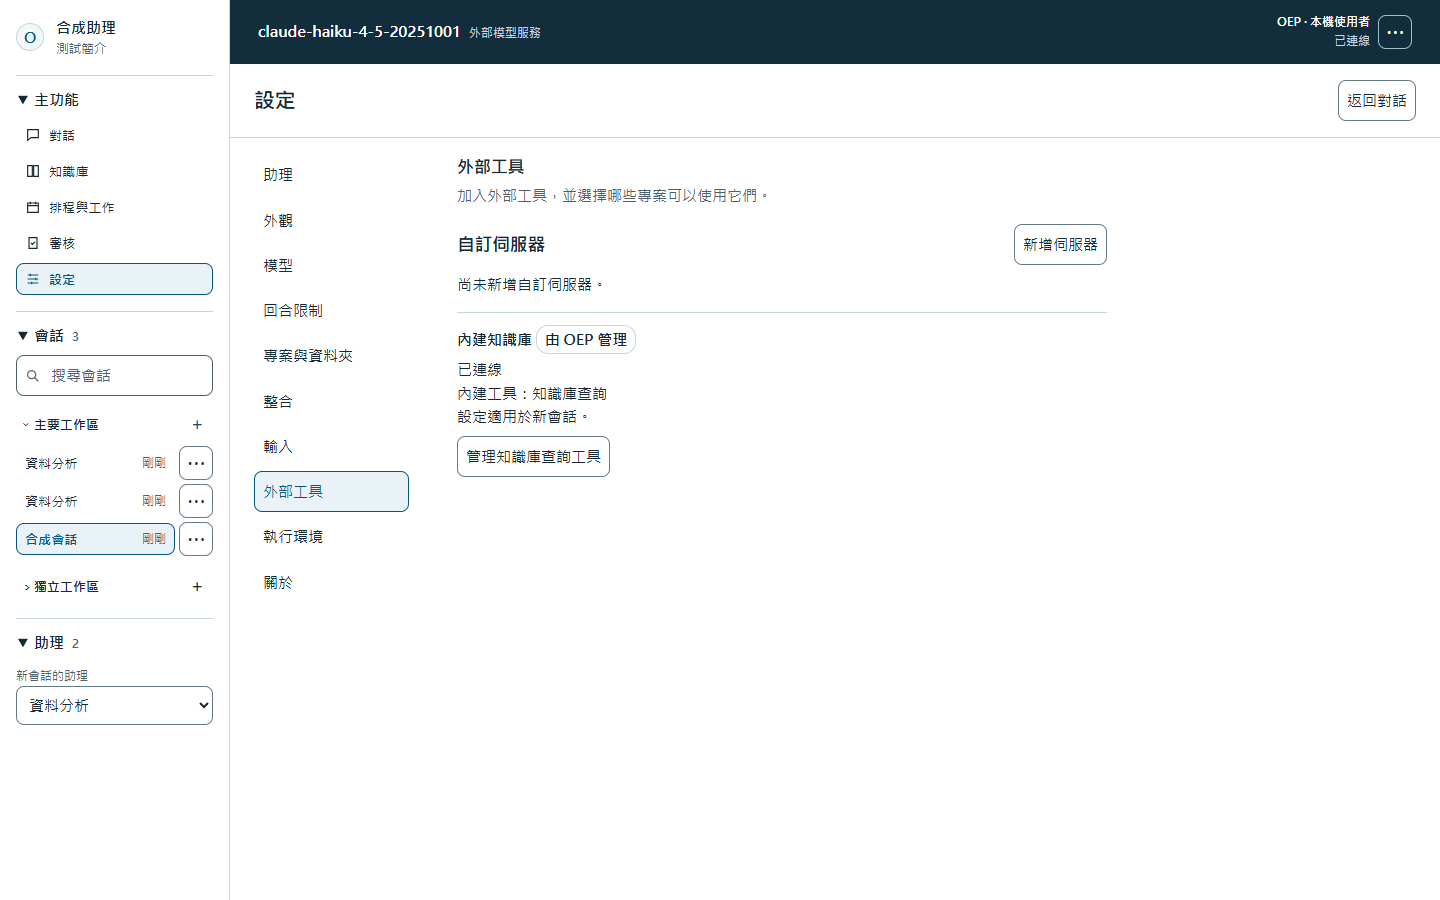 O
合成助理
測試簡介
▼ 主功能
對話
知識庫
排程與工作
審核
設定
▼ 會話 3
搜尋會話
主要工作區 +
資料分析 剛剛 ···
資料分析 剛剛 ···
合成會話 剛剛 ···
獨立工作區 +
▼ 助理 2
新會話的助理
資料分析
claude-haiku-4-5-20251001 外部模型服務
OEP · 本機使用者
已連線
···
設定
返回對話
助理
外觀
模型
回合限制
專案與資料夾
整合
輸入
外部工具
執行環境
關於
外部工具
加入外部工具，並選擇哪些專案可以使用它們。
自訂伺服器
新增伺服器
尚未新增自訂伺服器。
內建知識庫 由 OEP 管理
已連線
內建工具：知識庫查詢
設定適用於新會話。
管理知識庫查詢工具